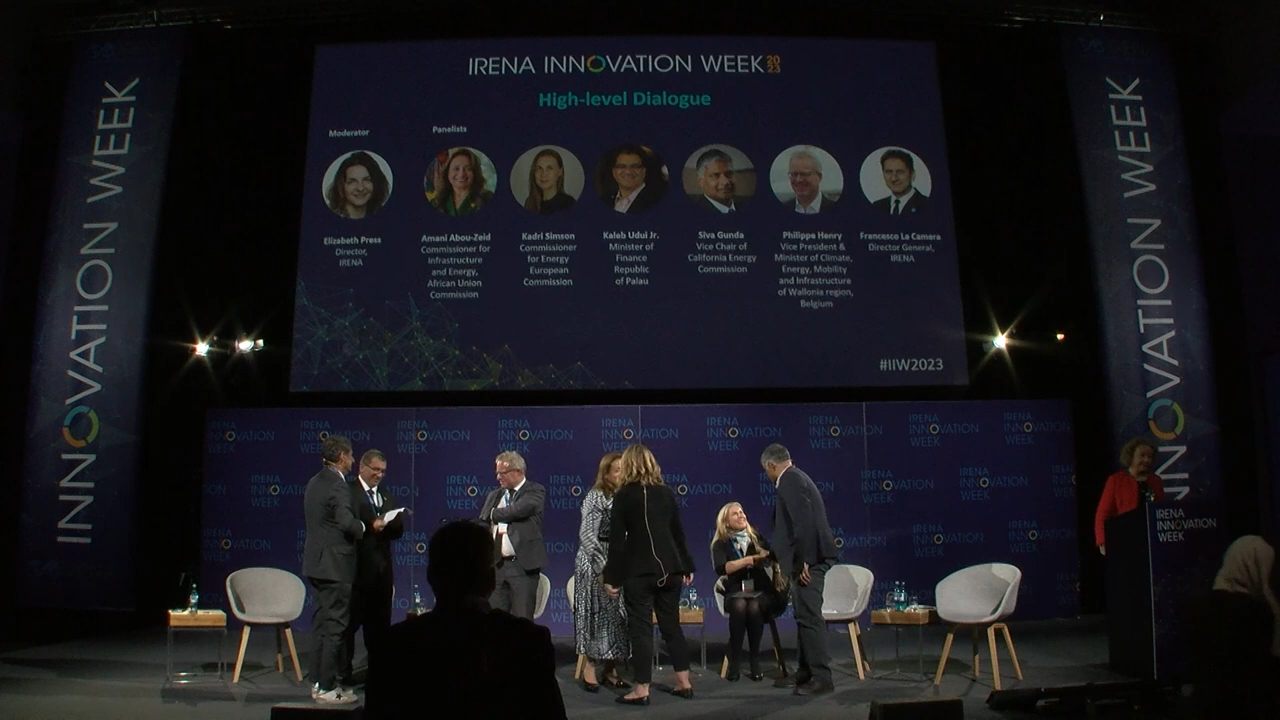 IRENA INNOVATION WEEK 2023
High-level Dialogue
Moderator
Panelists
Elizabeth Press
Director,
IRENA
Amani Abou-Zeid
Commissioner for
Infrastructure
and Energy,
African Union
Commission
Kadri Simson
Commissioner
for Energy
European
Commission
Kaleb Udui Jr.
Minister of
Finance
Republic
of Palau
Siva Gunda
Vice Chair of
California Energy
Commission
Philippe Henry
Vice President &
Minister of Climate,
Energy, Mobility
and Infrastructure
of Wallonia region,
Belgium
Francesco La Camera
Director General,
IRENA
#IIW2023
INNOVATION WEEK
INNOVATION WEEK
IRENA
INNOVATION
WEEK
IRENA
INNOVATION
WEEK